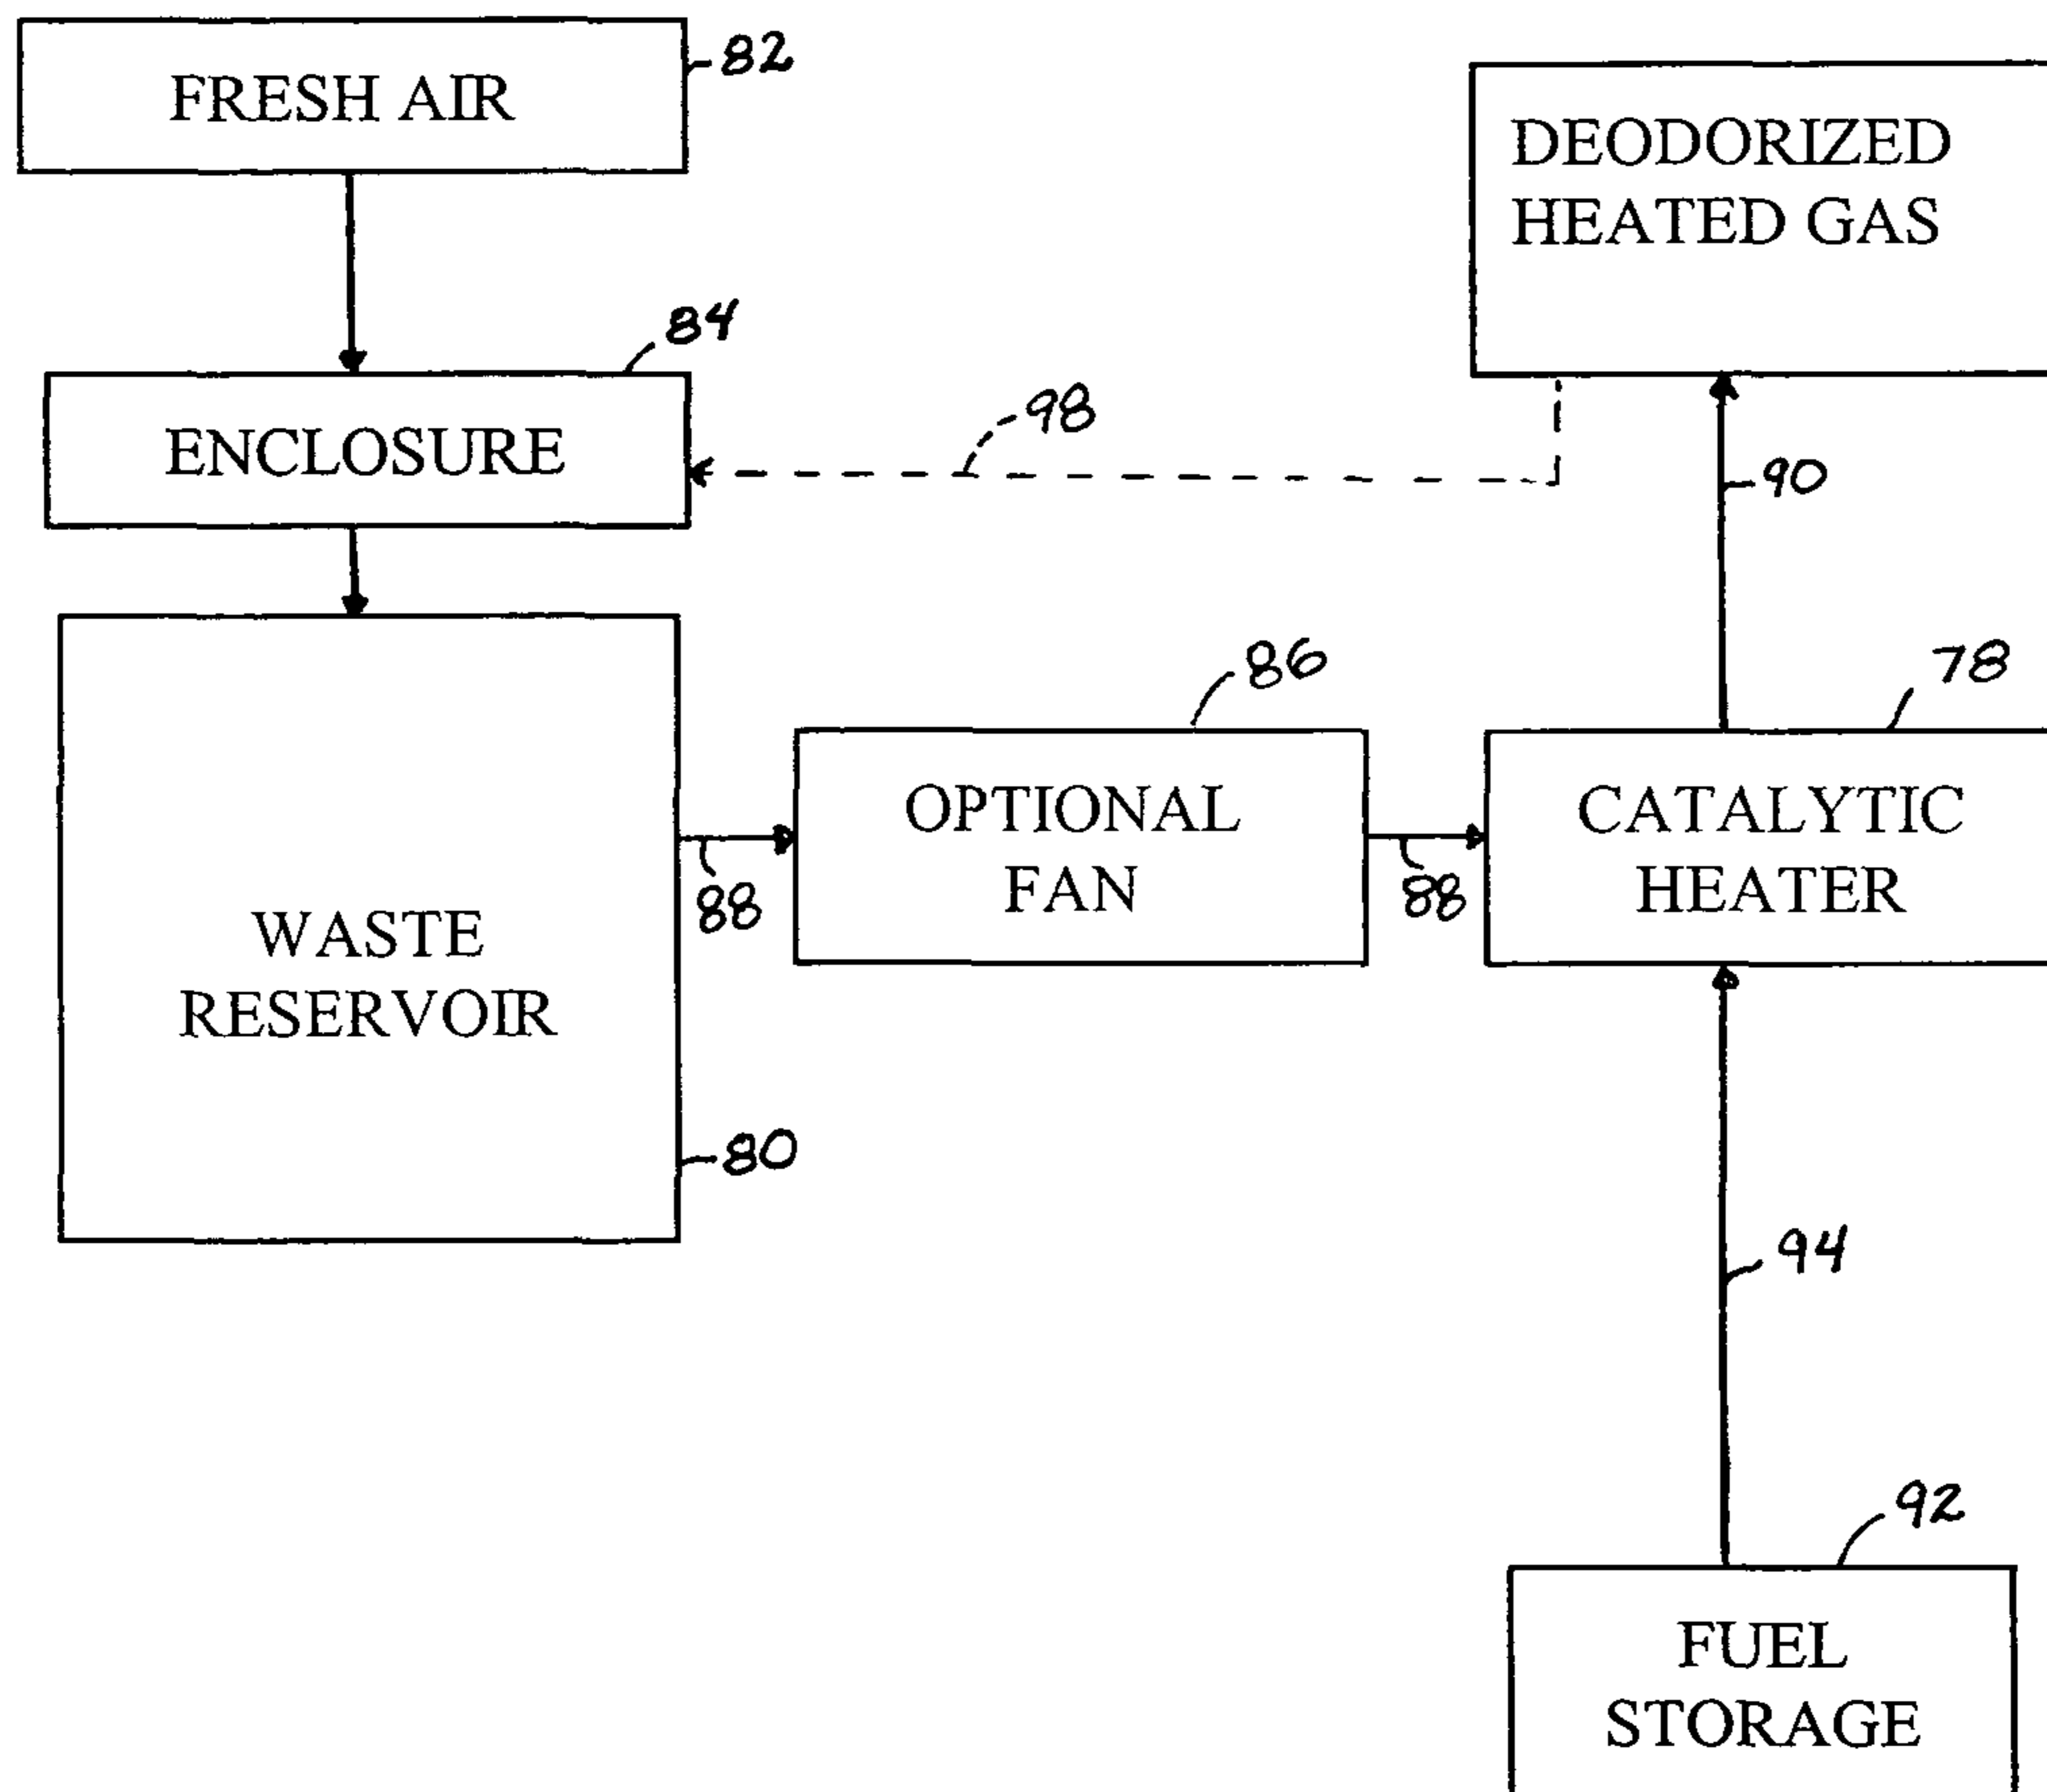 FRESH AIR
82
DEODORIZED
HEATED GAS
84
ENCLOSURE
98
90
86
78
OPTIONAL
FAN
CATALYTIC
HEATER
88
88
WASTE
RESERVOIR
80
94
92
FUEL
STORAGE